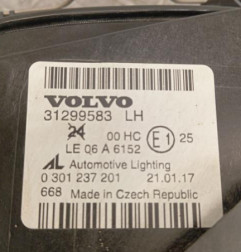 VOLVO
31299583 LH
24 00 HC E1 25
LE 06 A 6152
AL Automotive Lighting
0 301 237 201 21.01.17
668 Made in Czech Republic